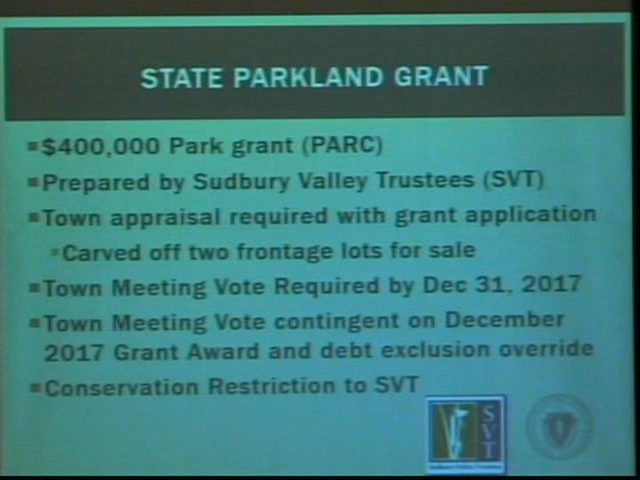 STATE PARKLAND GRANT
$400,000 Park grant (PARC)
Prepared by Sudbury Valley Trustees (SVT)
Town appraisal required with grant application
Carved off two frontage lots for sale
Town Meeting Vote Required by Dec 31, 2017
Town Meeting Vote contingent on December
2017 Grant Award and debt exclusion override
Conservation Restriction to SVT
SVT